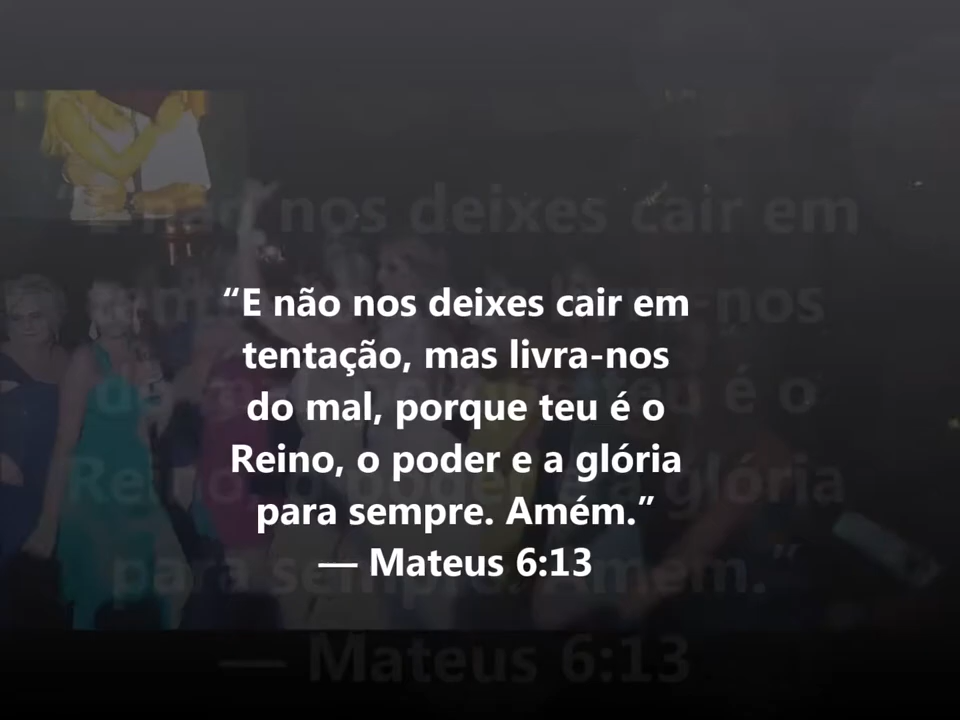 “E não nos deixes cair em
tentação, mas livra-nos
do mal, porque teu é o
Reino, o poder e a glória
para sempre. Amém.”
— Mateus 6:13